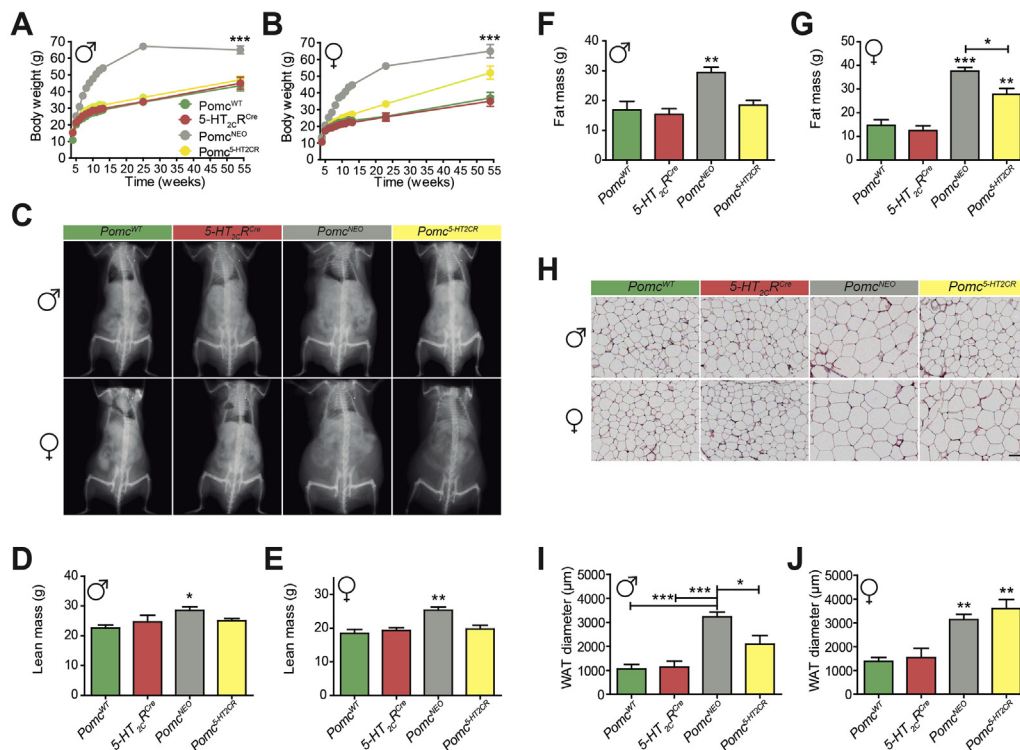 A
♂
Body weight (g)
70
60
50
40
30
20
10
0
5 10 15 20 25 30 35 40 45 50 55
Time (weeks)
***
Pomc^WT
5-HT_2CR^Cre
Pomc^NEO
Pomc^5-HT2CR
B
♀
Body weight (g)
70
60
50
40
30
20
10
0
5 10 15 20 25 30 35 40 45 50 55
Time (weeks)
***
C
Pomc^WT 5-HT_2CR^Cre Pomc^NEO Pomc^5-HT2CR
♂
♀
D
♂
Lean mass (g)
40
30
20
10
0
*
Pomc^WT 5-HT_2CR^Cre Pomc^NEO Pomc^5-HT2CR
E
♀
Lean mass (g)
30
20
10
0
**
Pomc^WT 5-HT_2CR^Cre Pomc^NEO Pomc^5-HT2CR
F
♂
Fat mass (g)
40
30
20
10
0
**
Pomc^WT 5-HT_2CR^Cre Pomc^NEO Pomc^5-HT2CR
G
♀
Fat mass (g)
50
40
30
20
10
0
*
***
**
Pomc^WT 5-HT_2CR^Cre Pomc^NEO Pomc^5-HT2CR
H
Pomc^WT 5-HT_2CR^Cre Pomc^NEO Pomc^5-HT2CR
♂
♀
I
♂
WAT diameter (µm)
5000
4000
3000
2000
1000
0
*** *** *
Pomc^WT 5-HT_2CR^Cre Pomc^NEO Pomc^5-HT2CR
J
♀
WAT diameter (µm)
5000
4000
3000
2000
1000
0
** **
Pomc^WT 5-HT_2CR^Cre Pomc^NEO Pomc^5-HT2CR